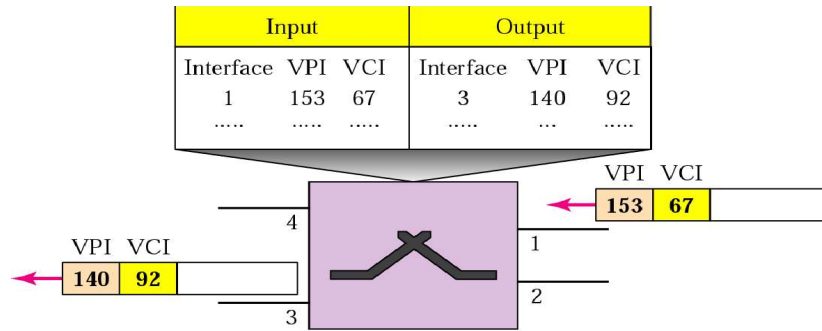 Input Output
Interface VPI VCI Interface VPI VCI
1 153 67 3 140 92
..... ..... ..... ..... ... .....
VPI VCI
153 67
4
1
VPI VCI
140 92
2
3